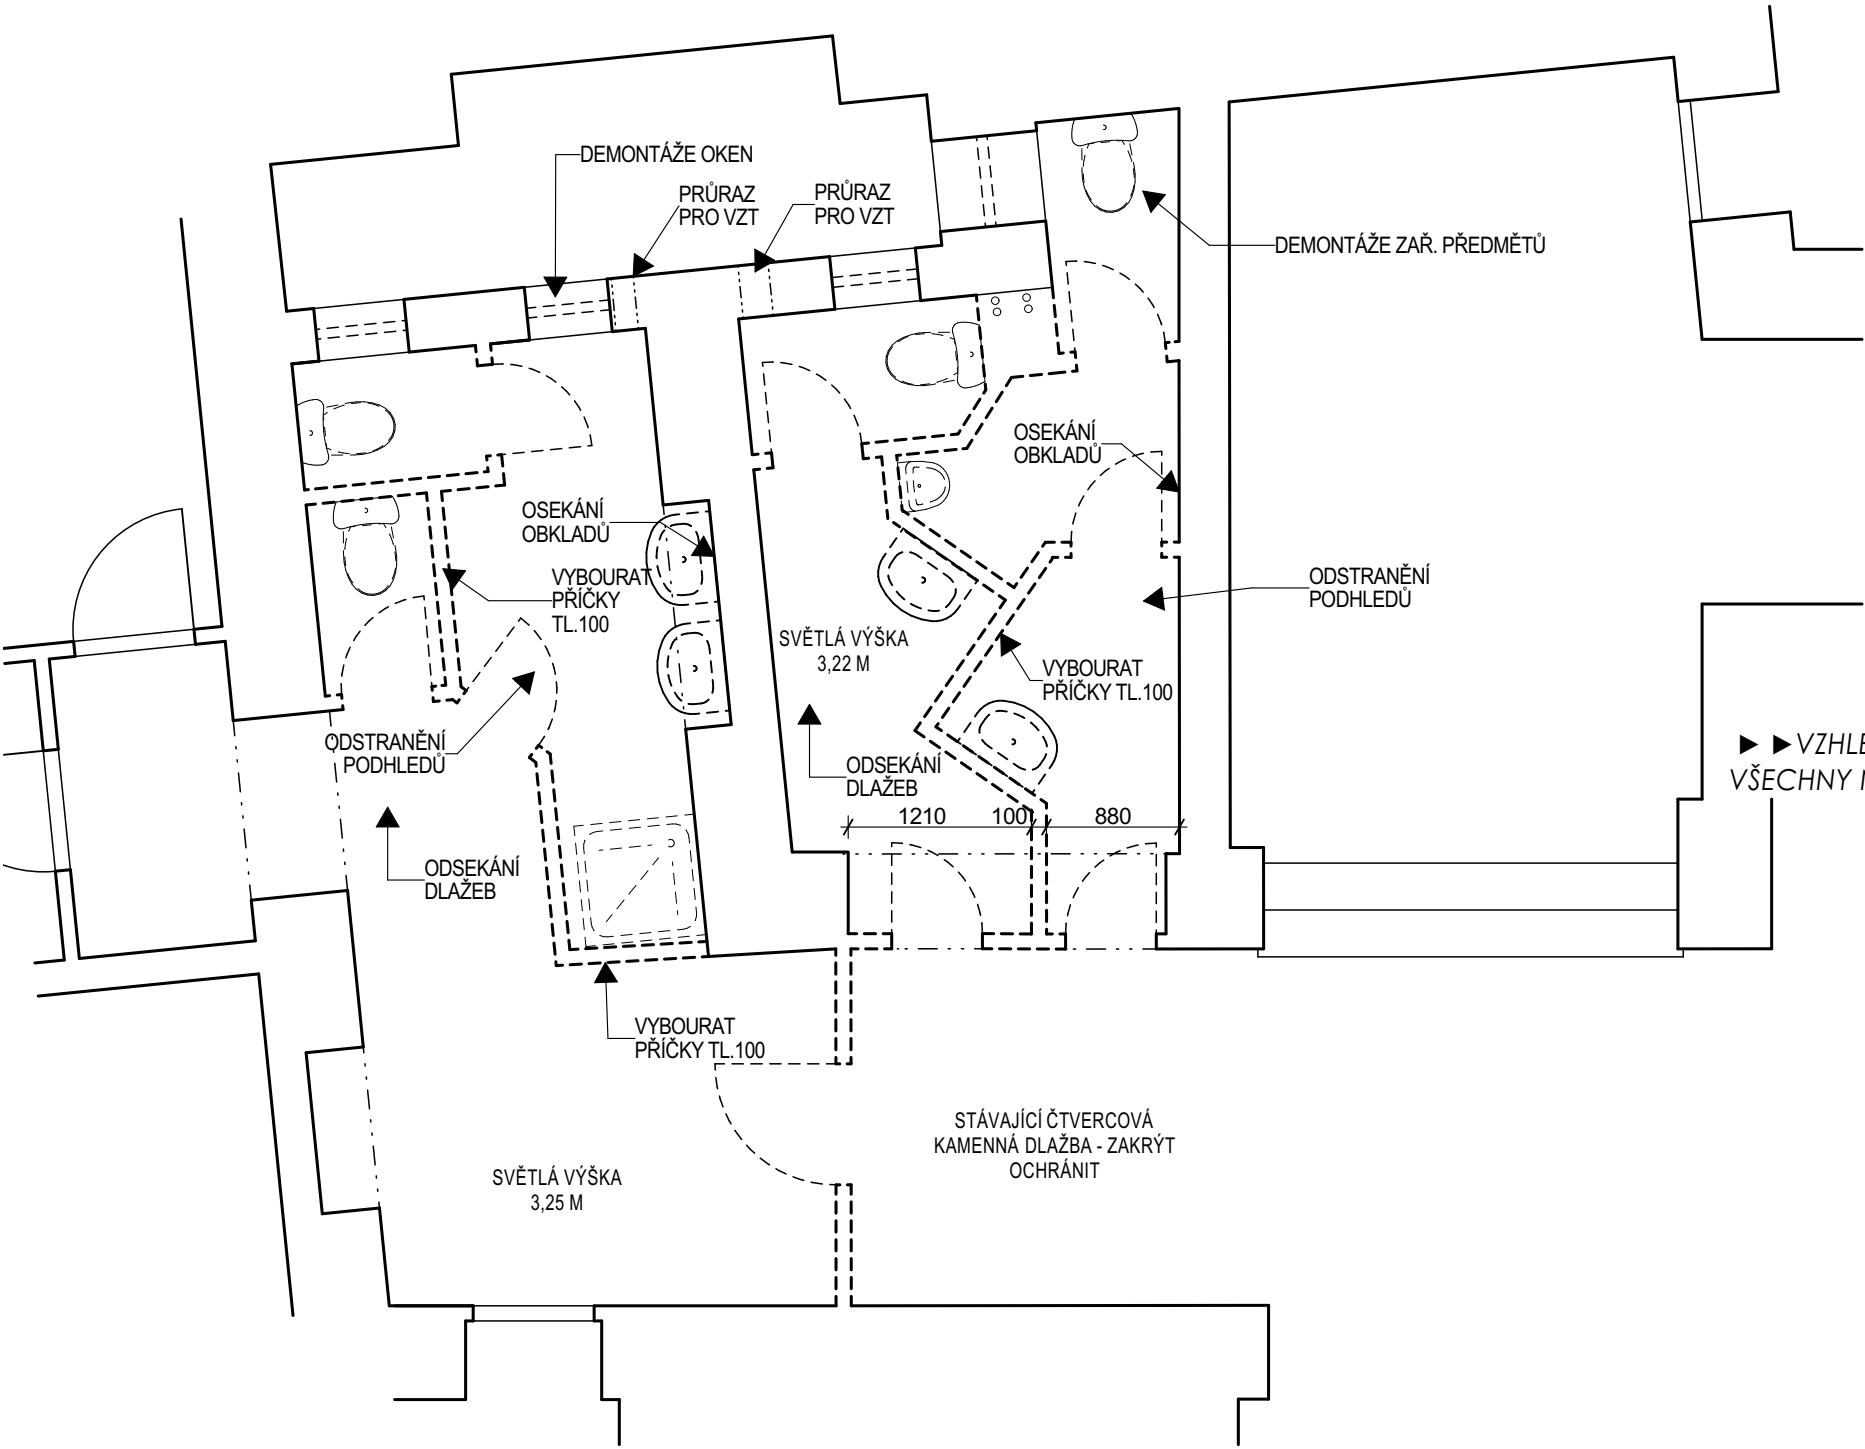 DEMONTÁŽE OKEN
PRŮRAZ
PRO VZT
PRŮRAZ
PRO VZT
DEMONTÁŽE ZAŘ. PŘEDMĚTŮ
OSEKÁNÍ
OBKLADŮ
OSEKÁNÍ
OBKLADŮ
VYBOURAT
PŘÍČKY
TL.100
ODSTRANĚNÍ
PODHLEDŮ
SVĚTLÁ VÝŠKA
3,22 M
VYBOURAT
PŘÍČKY TL.100
ODSTRANĚNÍ
PODHLEDŮ
ODSEKÁNÍ
DLAŽEB
VŠECHNY
1210 100 880
ODSEKÁNÍ
DLAŽEB
VYBOURAT
PŘÍČKY TL.100
STÁVAJÍCÍ ČTVERCOVÁ
KAMENNÁ DLAŽBA - ZAKRÝT
OCHRÁNIT
SVĚTLÁ VÝŠKA
3,25 M